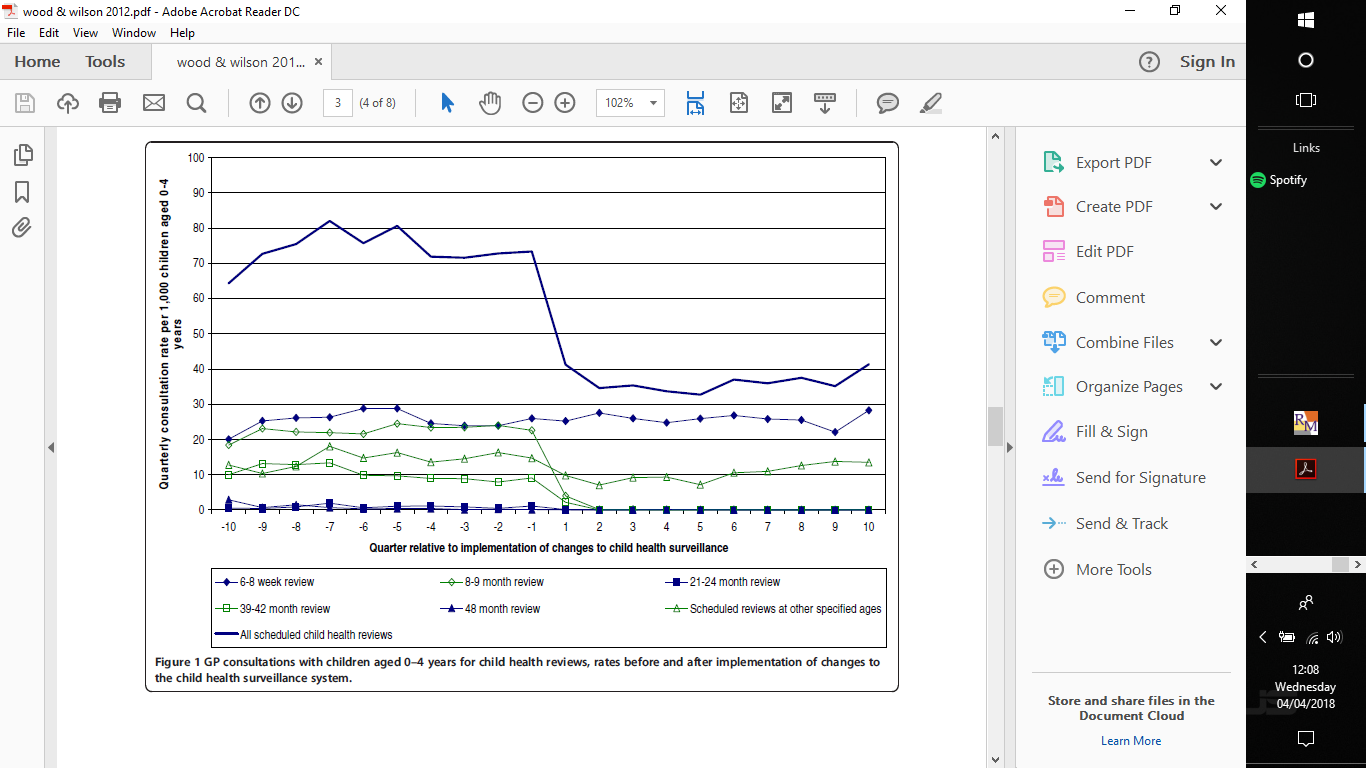 wood & wilson 2012.pdf - Adobe Acrobat Reader DC
File Edit View Window Help
Home Tools wood & wilson 201... × Sign In
3 (4 of 8) 102%
100
90
80
70
60
50
40
30
20
10
0
Quarterly consultation rate per 1,000 children aged 0-4
years
-10 -9 -8 -7 -6 -5 -4 -3 -2 -1 1 2 3 4 5 6 7 8 9 10
Quarter relative to implementation of changes to child health surveillance
6-8 week review 8-9 month review 21-24 month review
39-42 month review 48 month review Scheduled reviews at other specified ages
All scheduled child health reviews
Figure 1 GP consultations with children aged 0–4 years for child health reviews, rates before and after implementation of changes to
the child health surveillance system.
Export PDF
Create PDF
Edit PDF
Comment
Combine Files
Organize Pages
Fill & Sign
Send for Signature
Send & Track
More Tools
Store and share files in the
Document Cloud
Learn More
Links
Spotify
RM
12:08
Wednesday
04/04/2018